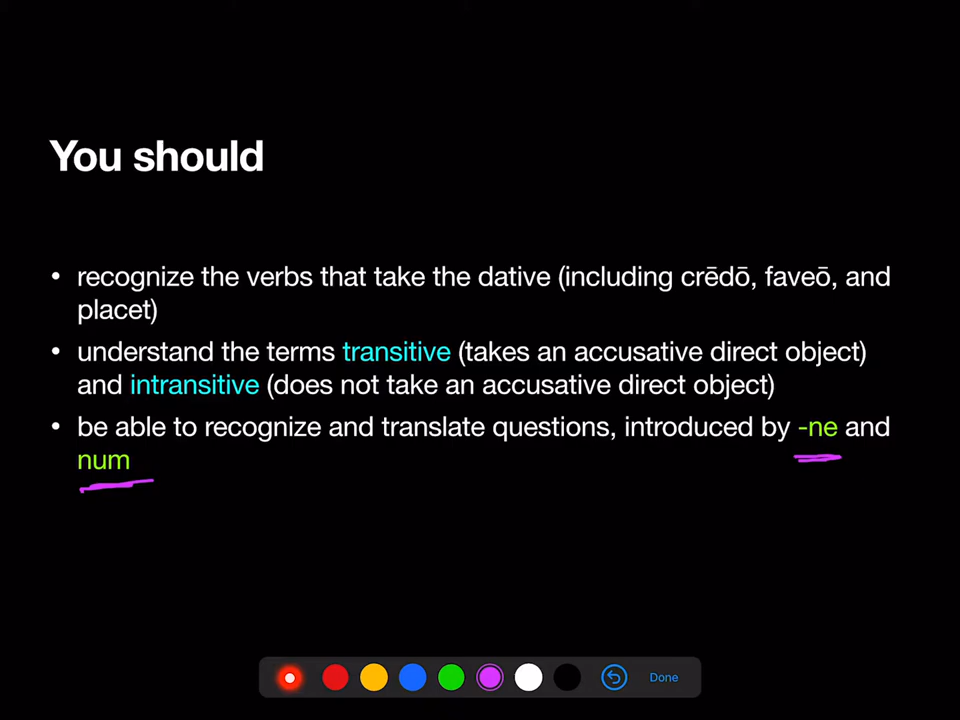 You should
• recognize the verbs that take the dative (including crēdō, faveō, and
placet)
• understand the terms transitive (takes an accusative direct object)
and intransitive (does not take an accusative direct object)
• be able to recognize and translate questions, introduced by -ne and
num
Done